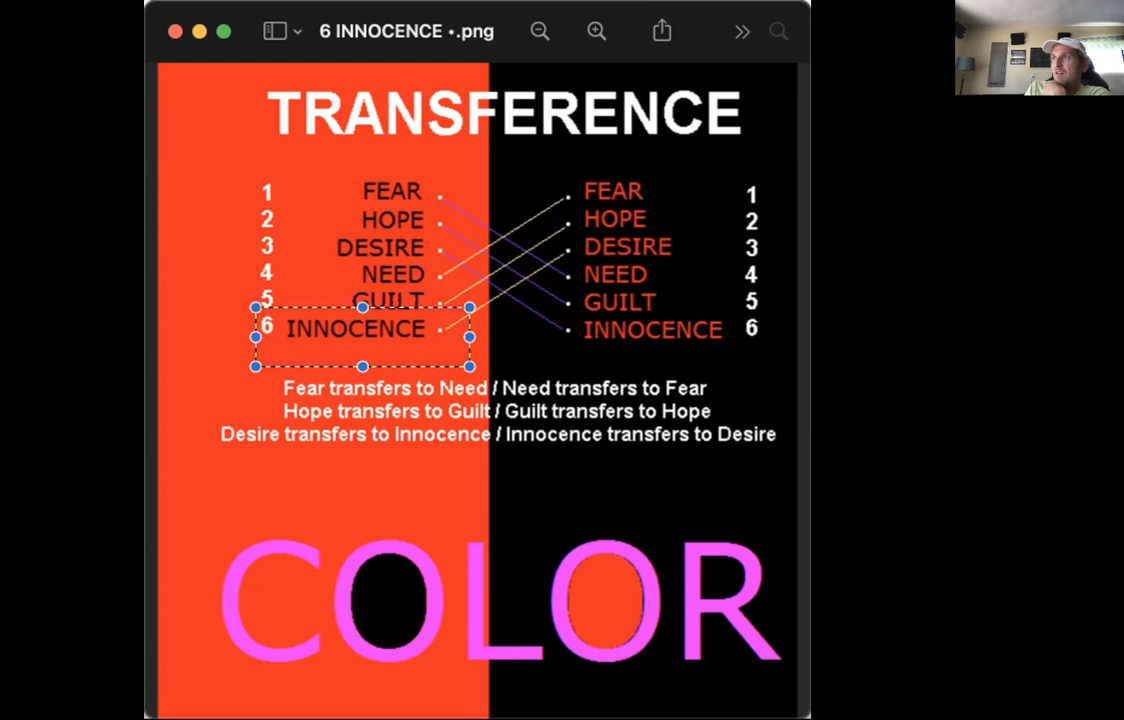 6 INNOCENCE •.png
TRANSFERENCE
1 FEAR . . FEAR 1
2 HOPE . . HOPE 2
3 DESIRE . . DESIRE 3
4 NEED . . NEED 4
5 GUILT . . GUILT 5
6 INNOCENCE . . INNOCENCE 6
Fear transfers to Need / Need transfers to Fear
Hope transfers to Guilt / Guilt transfers to Hope
Desire transfers to Innocence / Innocence transfers to Desire
COLOR